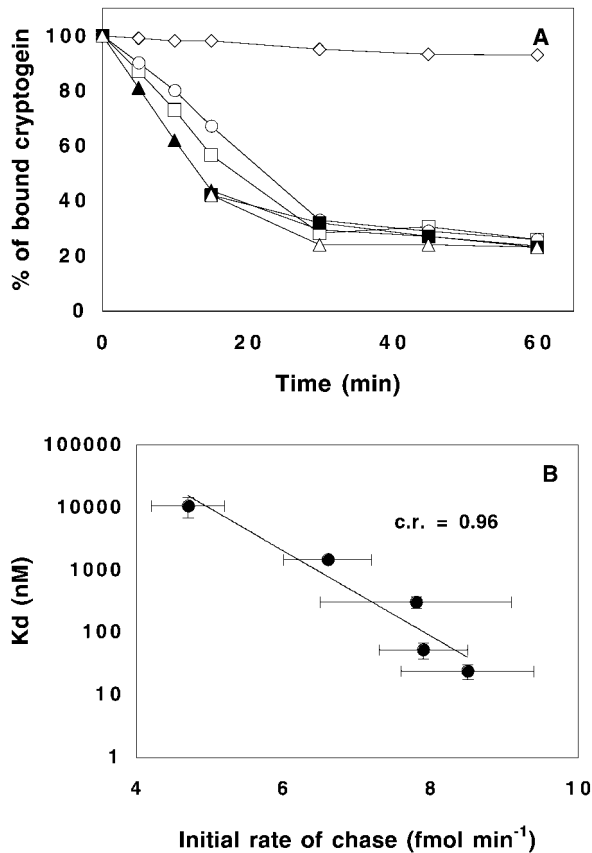 A
% of bound cryptogein
100
80
60
40
20
0
0 20 40 60
Time (min)
B
Kd (nM)
100000
10000
1000
100
10
1
c.r. = 0.96
4 6 8 10
Initial rate of chase (fmol min⁻¹)